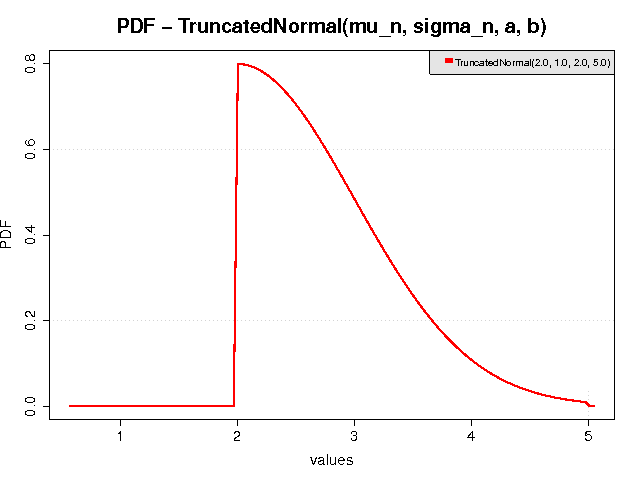 PDF − TruncatedNormal(mu_n, sigma_n, a, b)
TruncatedNormal(2.0, 1.0, 2.0, 5.0)
PDF
0.8
0.6
0.4
0.2
0.0
1 2 3 4 5
values